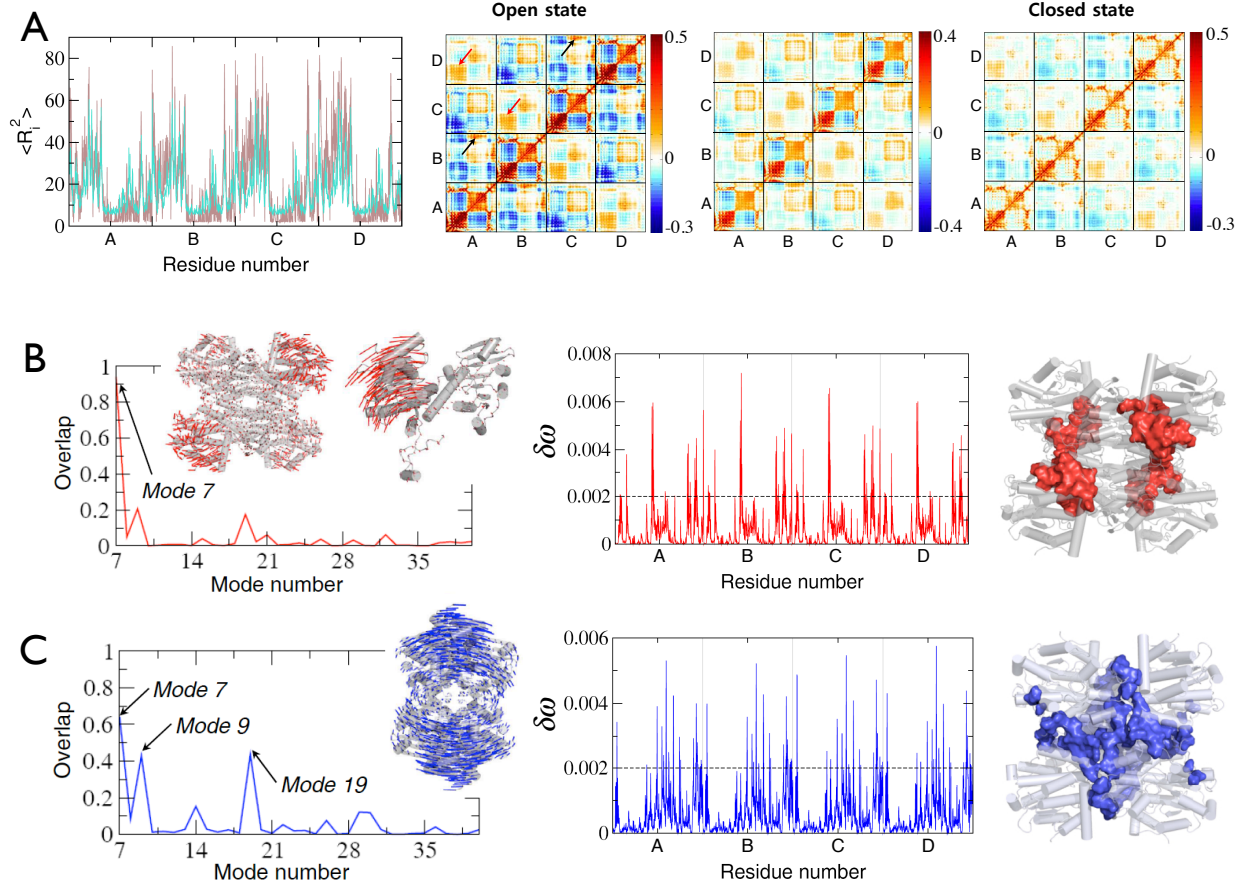 A
Open state
Closed state
<R_i^2>
80
60
40
20
0
A B C D
Residue number
D
C
B
A
A B C D
0.5
0
-0.3
D
C
B
A
A B C D
0.4
0
-0.4
D
C
B
A
A B C D
0.5
0
-0.3
B
Overlap
1
0.8
0.6
0.4
0.2
0
Mode 7
7 14 21 28 35
Mode number
δω
0.008
0.006
0.004
0.002
0
A B C D
Residue number
C
Overlap
1
0.8
0.6
0.4
0.2
0
Mode 7
Mode 9
Mode 19
7 14 21 28 35
Mode number
δω
0.006
0.004
0.002
0
A B C D
Residue number